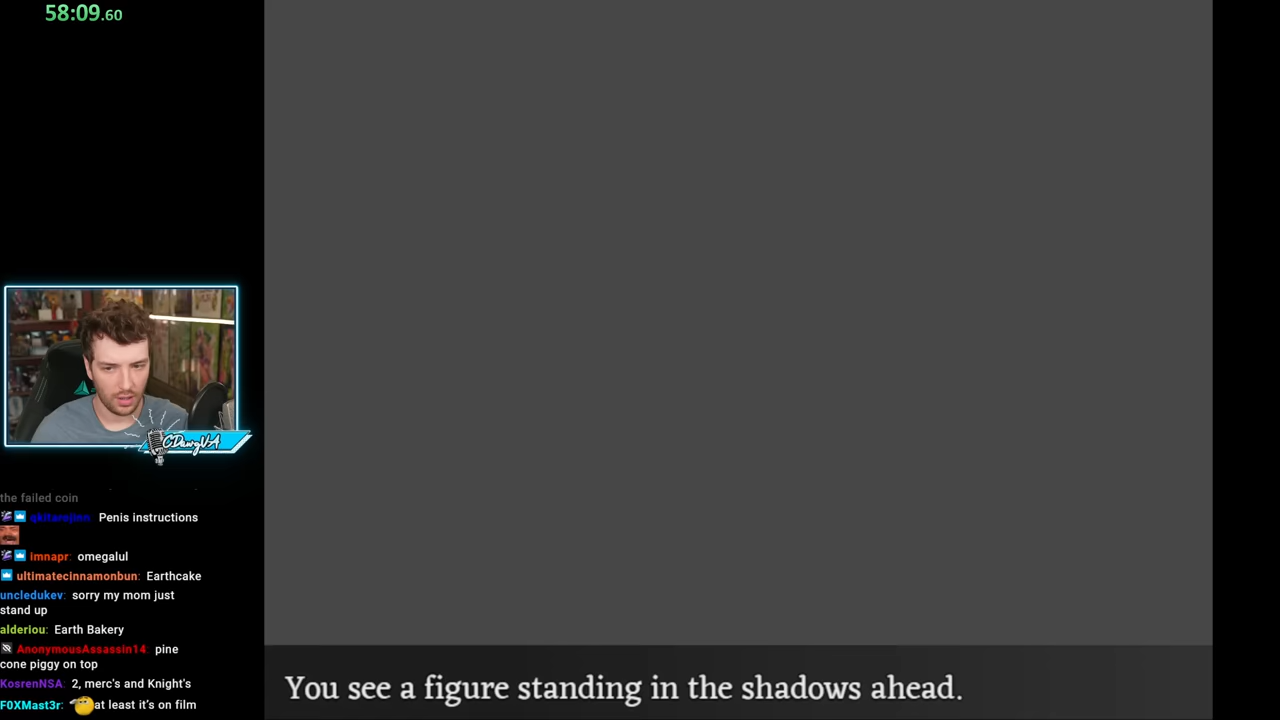 58:09.60
CDawgVA
the failed coin
qkitarojinn: Penis instructions
imnapr: omegalul
ultimatecinnamonbun: Earthcake
uncledukev: sorry my mom just
stand up
alderiou: Earth Bakery
AnonymousAssassin14: pine
cone piggy on top
KosrenNSA: 2, merc's and Knight's
F0XMast3r: at least it's on film
You see a figure standing in the shadows ahead.